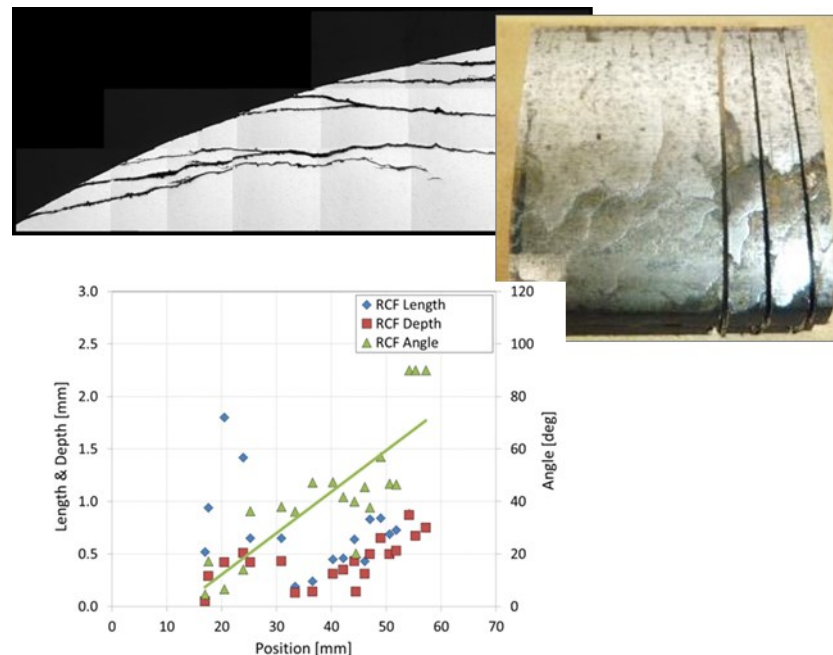 3.0
120
RCF Length
RCF Depth
RCF Angle
2.5
100
2.0
80
1.5
60
1.0
40
0.5
20
0.0
0
0 10 20 30 40 50 60 70
Length & Depth [mm]
Angle [deg]
Position [mm]